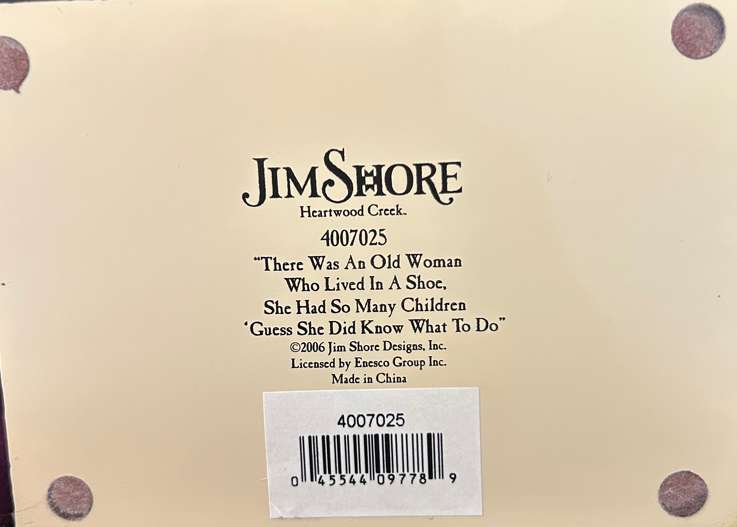 JIM SHORE
Heartwood Creek™
4007025
"There Was An Old Woman
Who Lived In A Shoe,
She Had So Many Children
'Guess She Did Know What To Do"
©2006 Jim Shore Designs, Inc.
Licensed by Enesco Group Inc.
Made in China
4007025
0 45544 09778 9